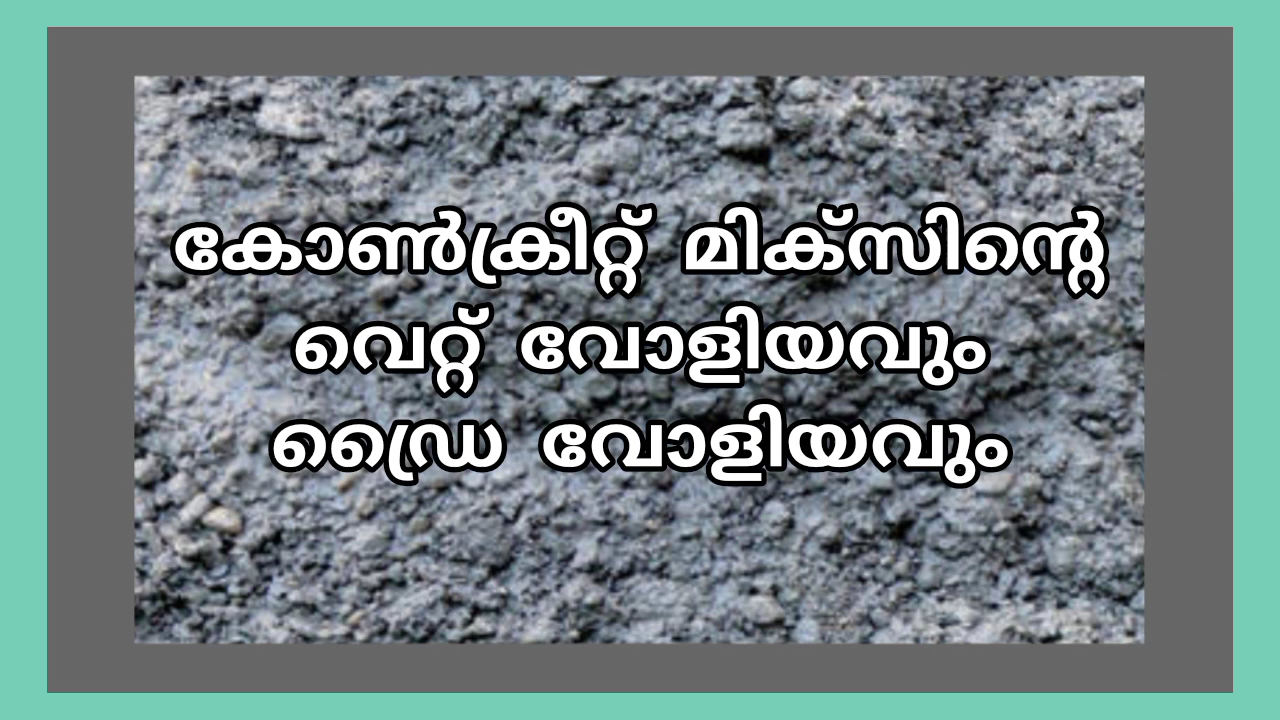 കോൺക്രീറ്റ് മിക്സിന്റെ
വെറ്റ് വോളിയവും
ഡ്രൈ വോളിയവും